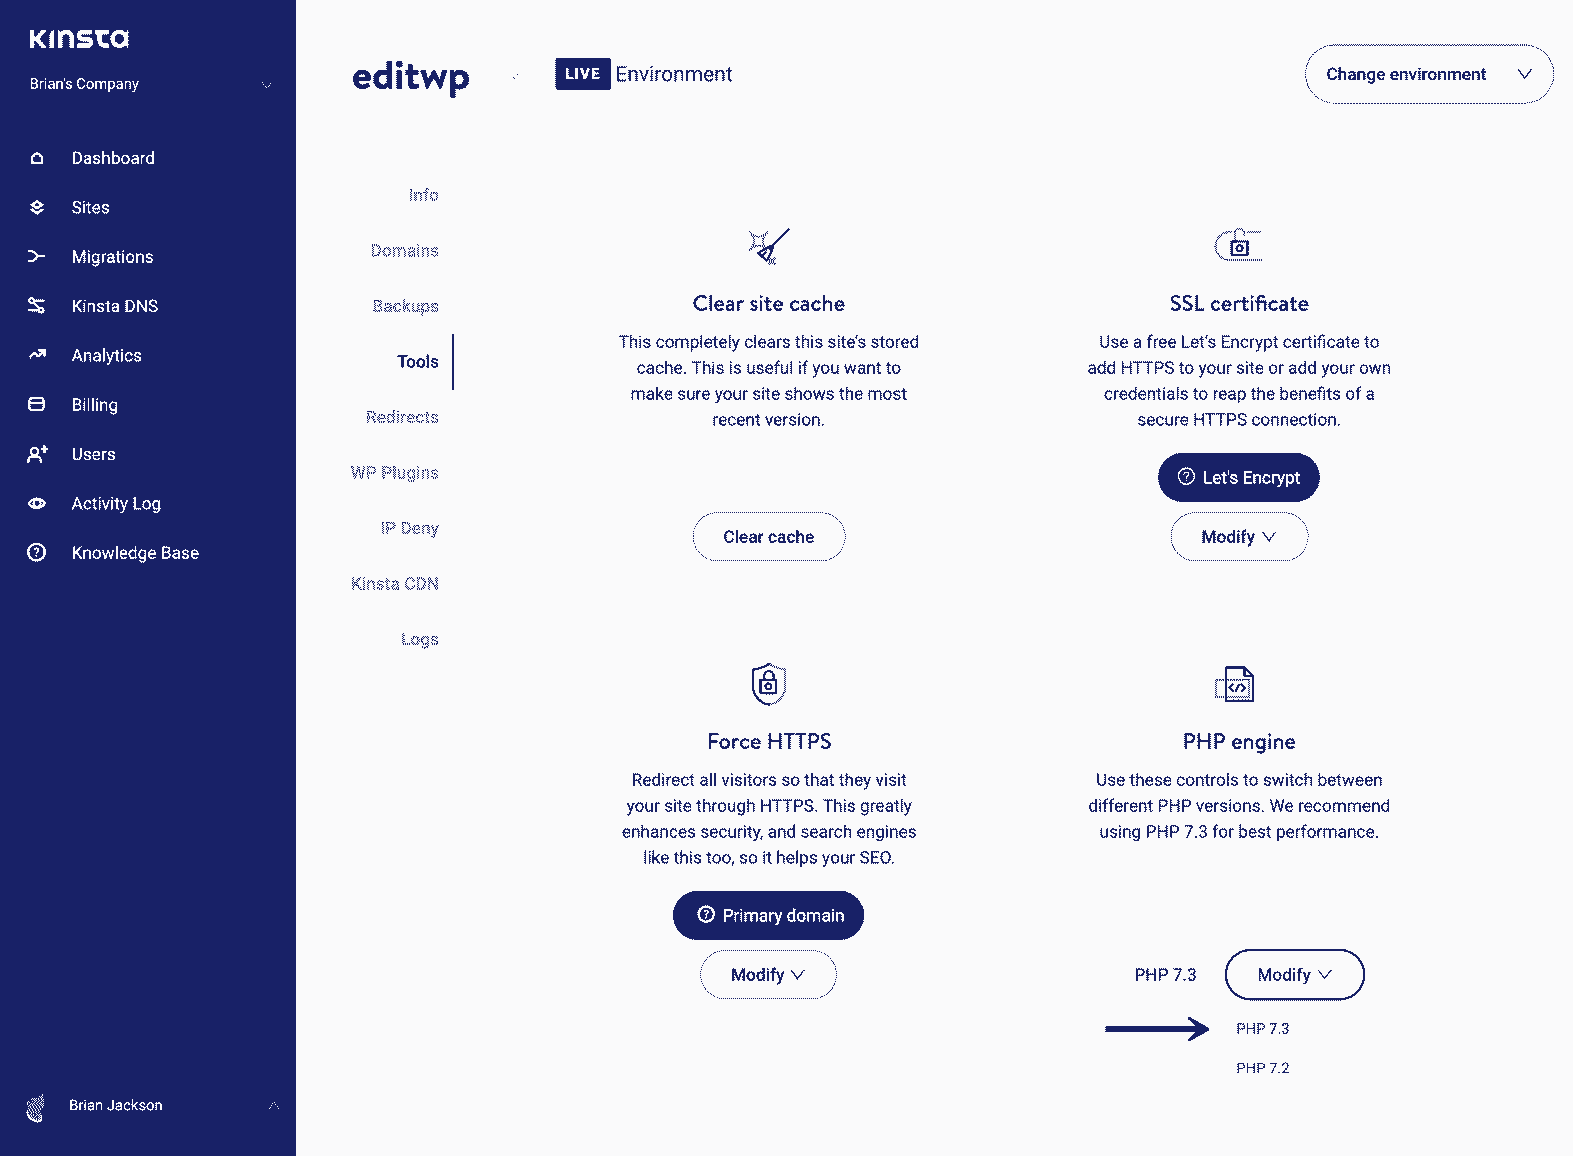 Kinsta
Brian's Company
Dashboard
Sites
Migrations
Kinsta DNS
Analytics
Billing
Users
Activity Log
Knowledge Base
Brian Jackson
editwp
LIVE Environment
Change environment
Info
Domains
Backups
Tools
Redirects
WP Plugins
IP Deny
Kinsta CDN
Logs
Clear site cache
This completely clears this site's stored
cache. This is useful if you want to
make sure your site shows the most
recent version.
Clear cache
SSL certificate
Use a free Let's Encrypt certificate to
add HTTPS to your site or add your own
credentials to reap the benefits of a
secure HTTPS connection.
Let's Encrypt
Modify
Force HTTPS
Redirect all visitors so that they visit
your site through HTTPS. This greatly
enhances security, and search engines
like this too, so it helps your SEO.
Primary domain
Modify
PHP engine
Use these controls to switch between
different PHP versions. We recommend
using PHP 7.3 for best performance.
PHP 7.3 Modify
PHP 7.3
PHP 7.2